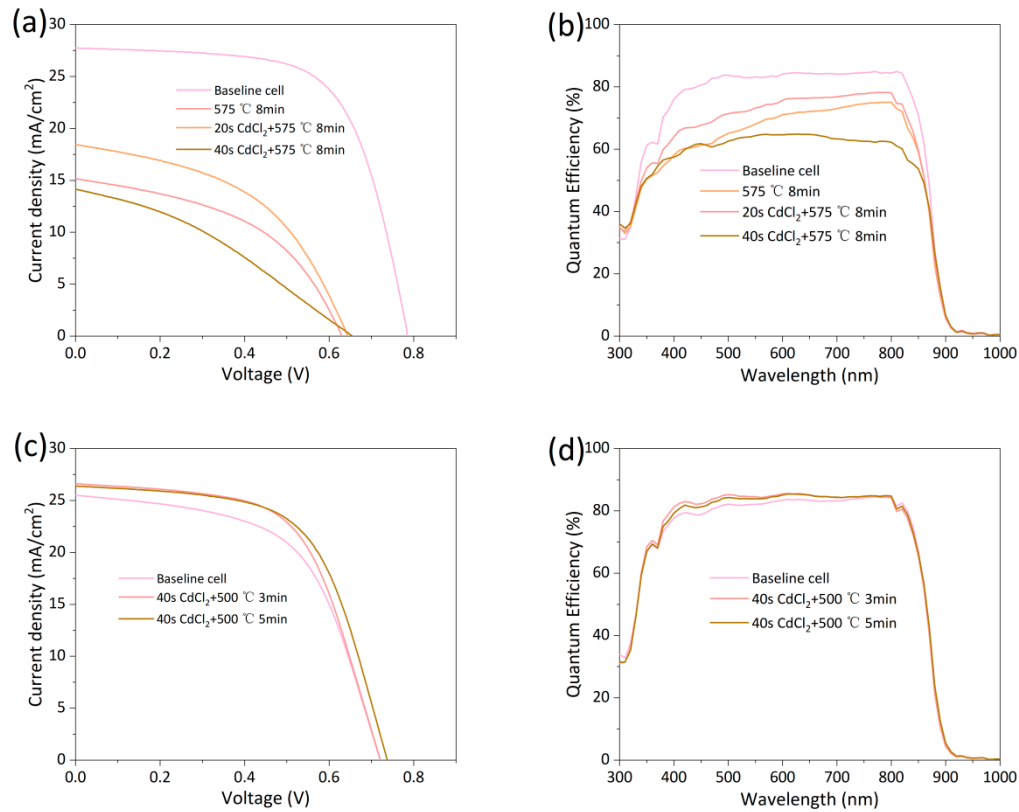 (a)
30
25
20
15
10
5
0
Current density (mA/cm²)
Baseline cell
575 ℃ 8min
20s CdCl₂+575 ℃ 8min
40s CdCl₂+575 ℃ 8min
0.0 0.2 0.4 0.6 0.8
Voltage (V)
(b)
100
80
60
40
20
0
Quantum Efficiency (%)
Baseline cell
575 ℃ 8min
20s CdCl₂+575 ℃ 8min
40s CdCl₂+575 ℃ 8min
300 400 500 600 700 800 900 1000
Wavelength (nm)
(c)
30
25
20
15
10
5
0
Current density (mA/cm²)
Baseline cell
40s CdCl₂+500 ℃ 3min
40s CdCl₂+500 ℃ 5min
0.0 0.2 0.4 0.6 0.8
Voltage (V)
(d)
100
80
60
40
20
0
Quantum Efficiency (%)
Baseline cell
40s CdCl₂+500 ℃ 3min
40s CdCl₂+500 ℃ 5min
300 400 500 600 700 800 900 1000
Wavelength (nm)